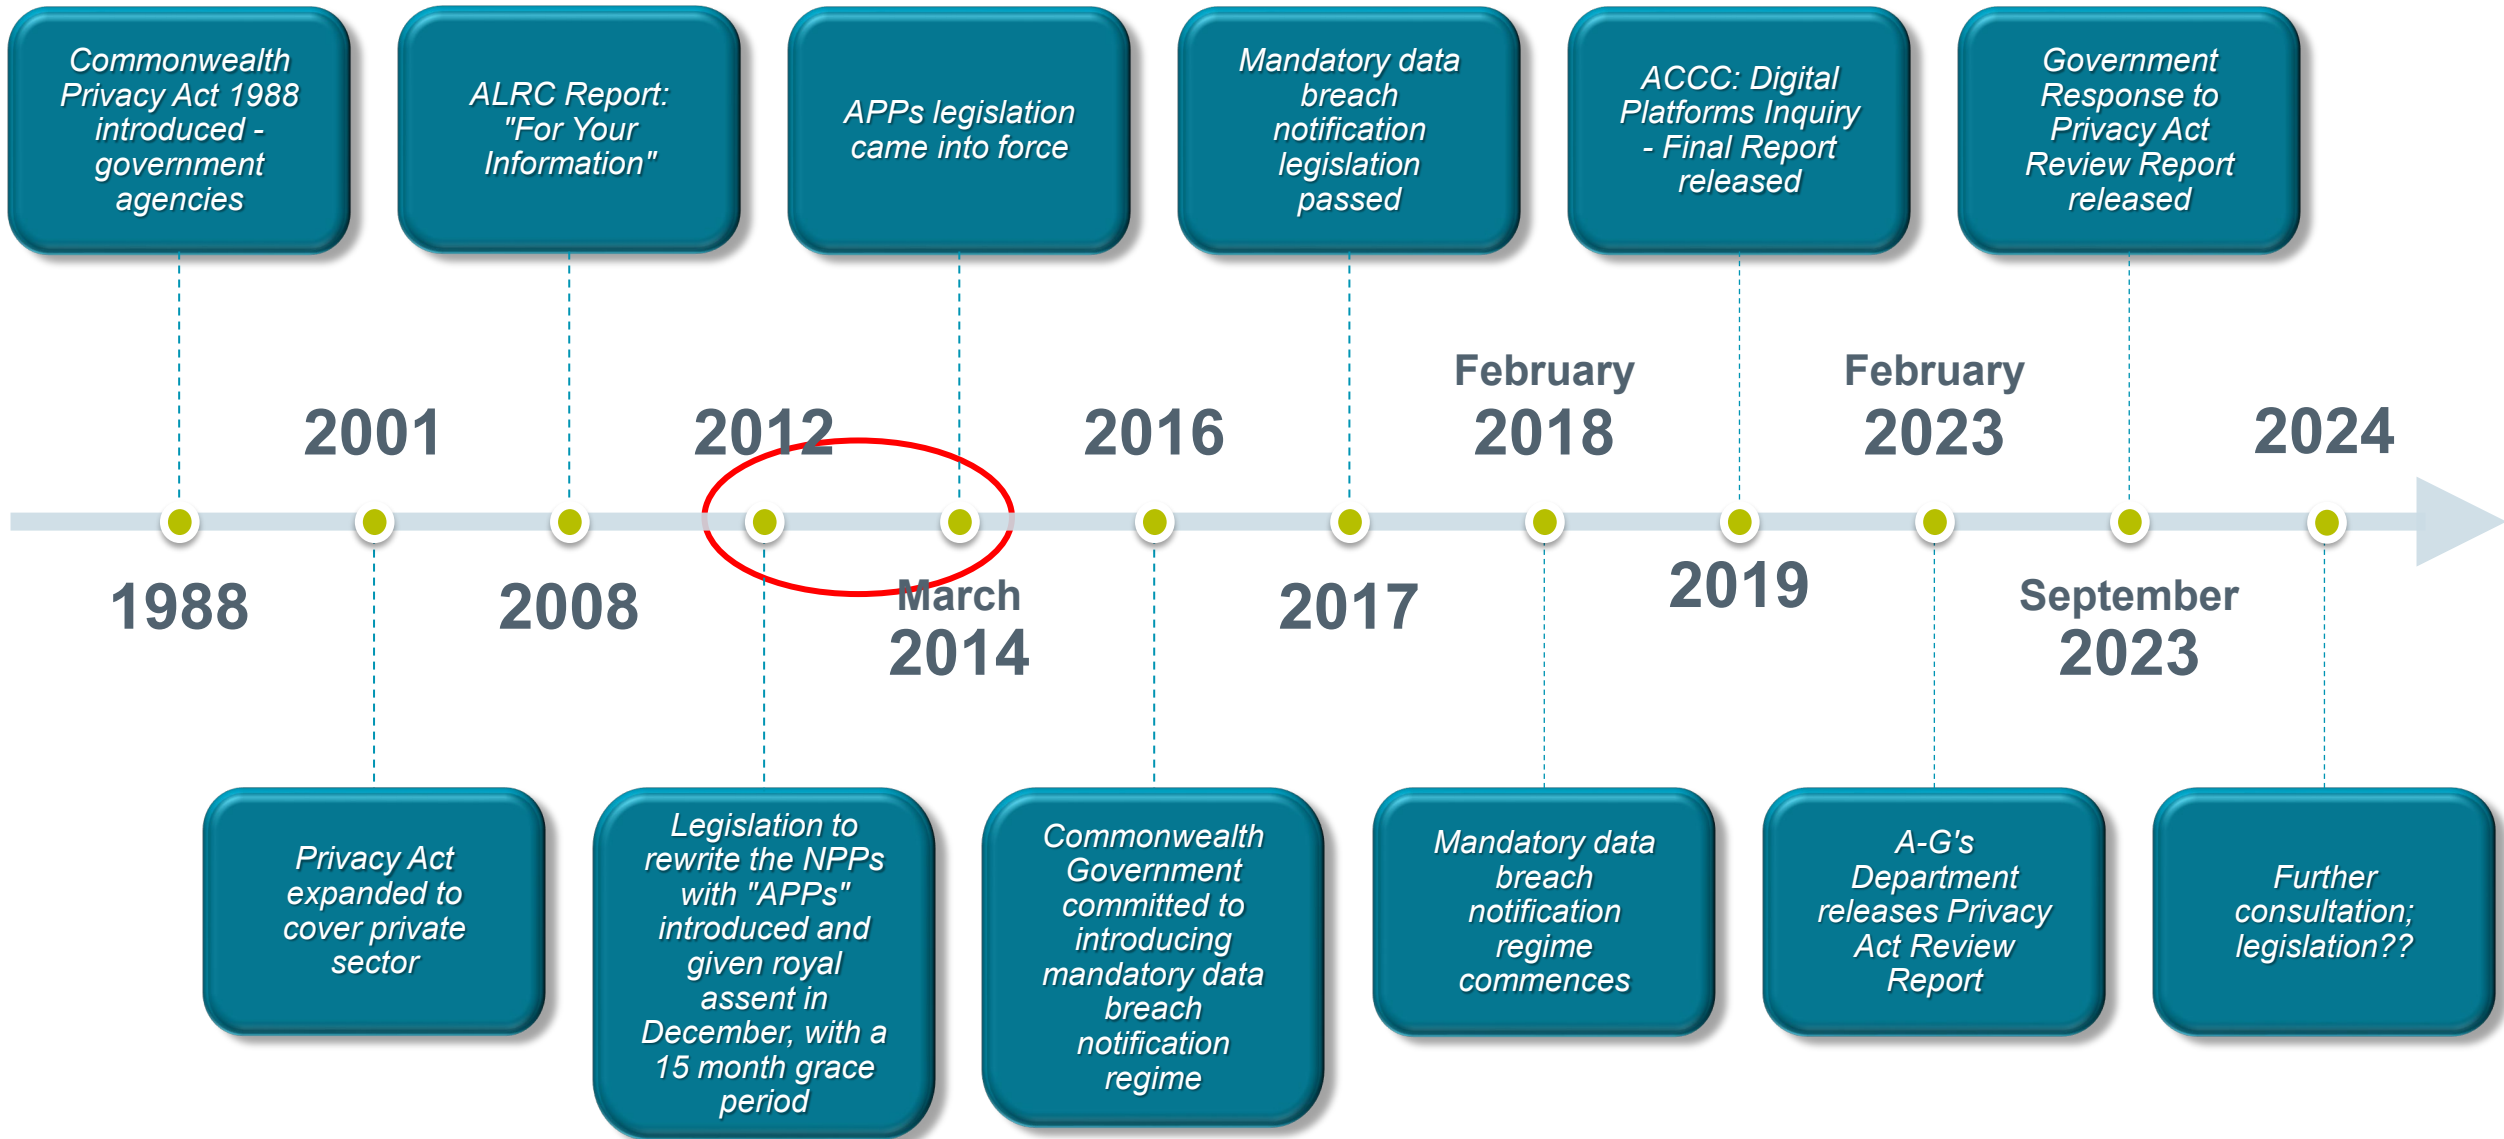 Commonwealth
Privacy Act 1988
introduced -
government
agencies
ALRC Report:
"For Your
Information"
APPs legislation
came into force
Mandatory data
breach
notification
legislation
passed
ACCC: Digital
Platforms Inquiry
- Final Report
released
Government
Response to
Privacy Act
Review Report
released
2001
2012
2016
February
2018
February
2023
2024
1988
2008
March
2014
2017
2019
September
2023
Privacy Act
expanded to
cover private
sector
Legislation to
rewrite the NPPs
with "APPs"
introduced and
given royal
assent in
December, with a
15 month grace
period
Commonwealth
Government
committed to
introducing
mandatory data
breach
notification
regime
Mandatory data
breach
notification
regime
commences
A-G's
Department
releases Privacy
Act Review
Report
Further
consultation;
legislation??